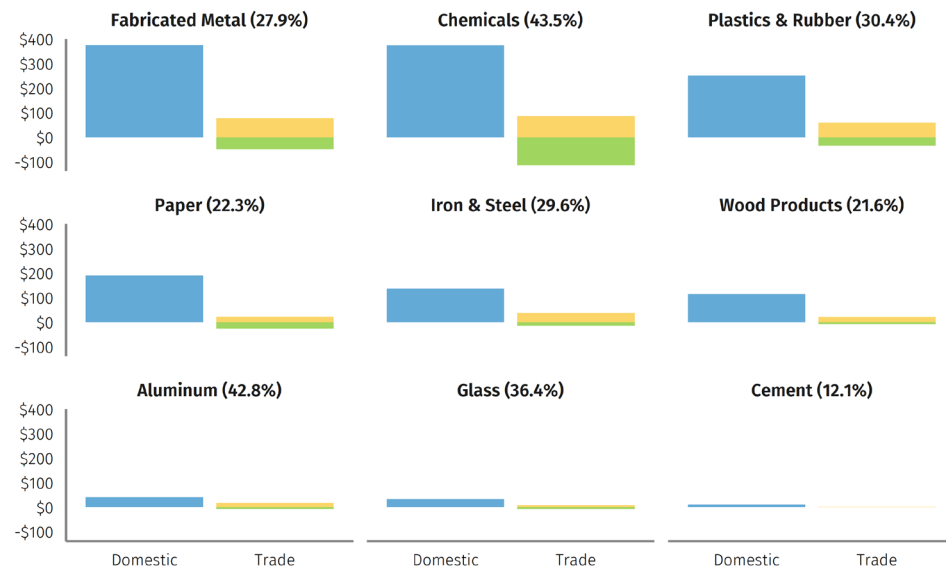 Fabricated Metal (27.9%)
Chemicals (43.5%)
Plastics & Rubber (30.4%)
$400
$300
$200
$100
$0
-$100
Paper (22.3%)
Iron & Steel (29.6%)
Wood Products (21.6%)
$400
$300
$200
$100
$0
-$100
Aluminum (42.8%)
Glass (36.4%)
Cement (12.1%)
$400
$300
$200
$100
$0
-$100
Domestic
Trade
Domestic
Trade
Domestic
Trade